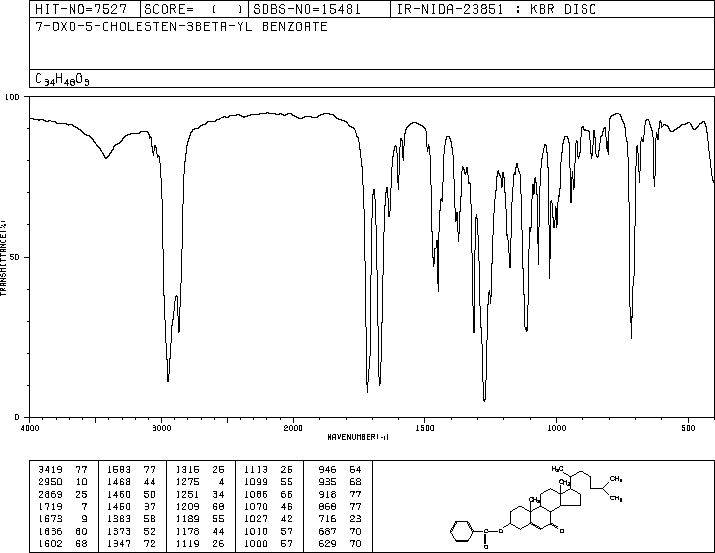 HIT-NO=7527 SCORE= ( ) SDBS-NO=15481 IR-NIDA-23851 : KBR DISC
7-OXO-5-CHOLESTEN-3BETA-YL BENZOATE
C34H48O3
100
50
0
TRANSMITTANCE(%)
4000 3000 2000 1500 1000 500
WAVENUMBER(-1)
3419 77 1583 77 1316 26 1113 26 946 64
2950 10 1468 44 1275 4 1099 55 935 68
2869 25 1460 50 1251 34 1086 66 918 77
1719 7 1450 37 1209 68 1070 46 868 77
1673 9 1383 58 1189 55 1027 42 716 23
1636 60 1373 52 1178 44 1010 57 687 70
1602 68 1347 72 1119 26 1000 57 629 70
H3C
CH3
CH3
CH3
CH3
C
O
O
O